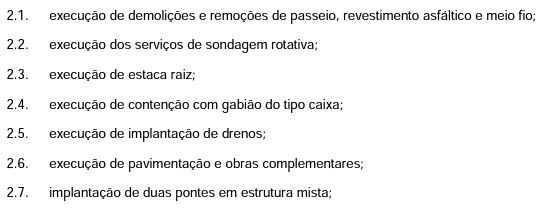 2.1. execução de demolições e remoções de passeio, revestimento asfáltico e meio fio;
2.2. execução dos serviços de sondagem rotativa;
2.3. execução de estaca raiz;
2.4. execução de contenção com gabião do tipo caixa;
2.5. execução de implantação de drenos;
2.6. execução de pavimentação e obras complementares;
2.7. implantação de duas pontes em estrutura mista;